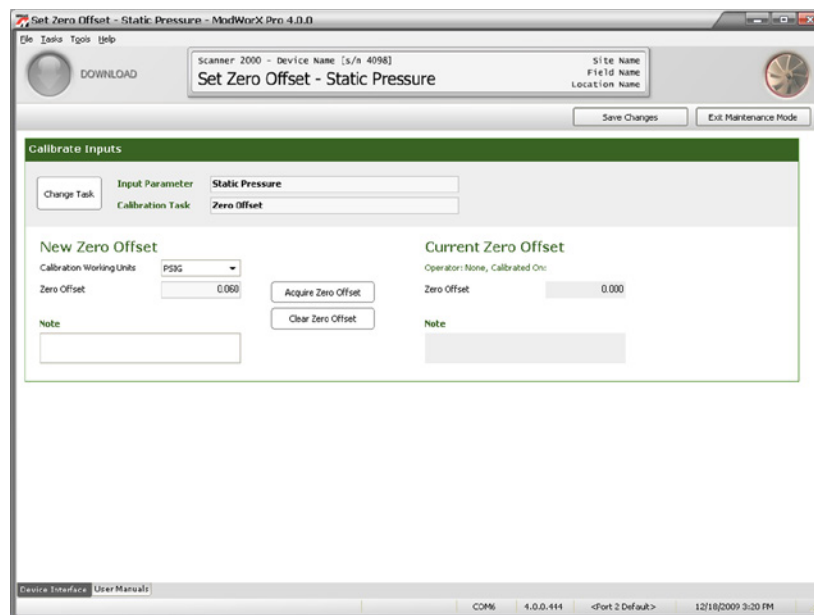 Set Zero Offset - Static Pressure - ModWorX Pro 4.0.0
File Tasks Tools Help
DOWNLOAD
Scanner 2000 - Device Name [s/n 4098]
Set Zero Offset - Static Pressure
Site Name
Field Name
Location Name
Save Changes
Exit Maintenance Mode
Calibrate Inputs
Change Task
Input Parameter Static Pressure
Calibration Task Zero Offset
New Zero Offset
Calibration Working Units PSIG
Zero Offset 0.060
Acquire Zero Offset
Clear Zero Offset
Note
Current Zero Offset
Operator: None, Calibrated On:
Zero Offset 0.000
Note
Device Interface User Manuals
COM6 4.0.0.444 <Port 2 Default> 12/18/2009 3:20 PM